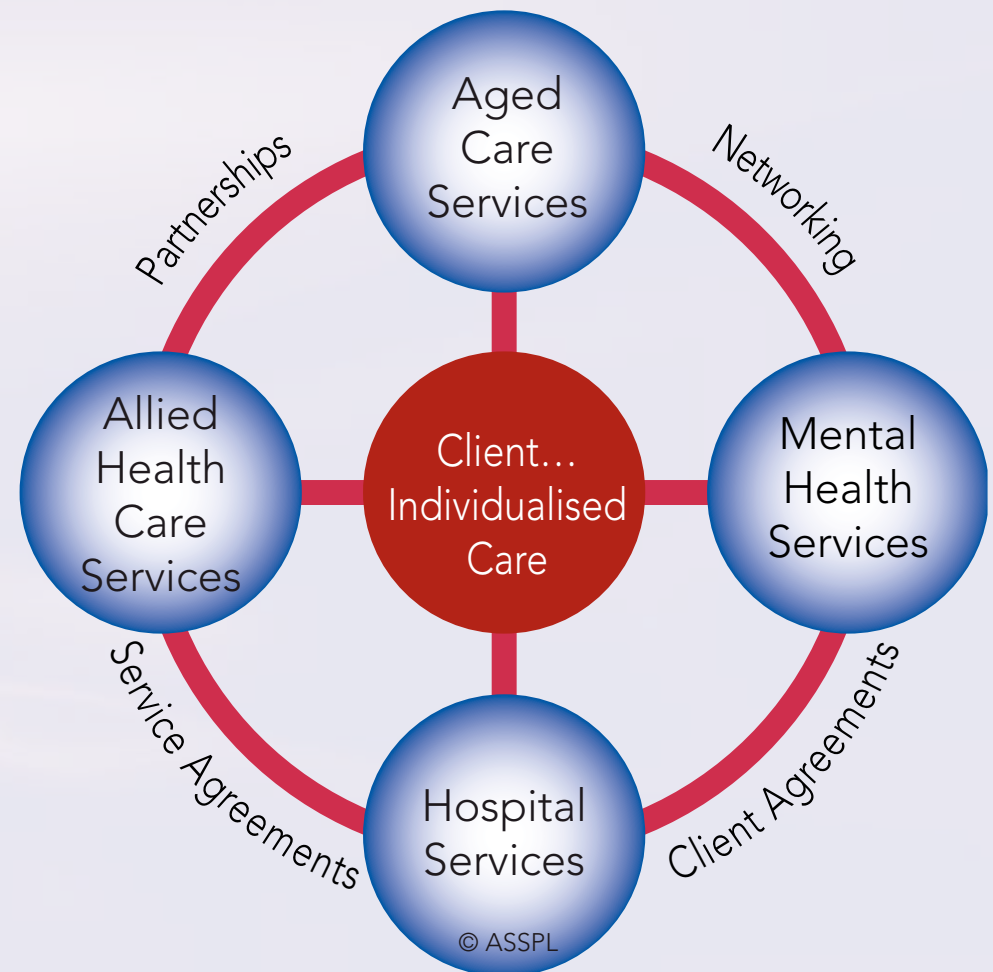 Aged
Care
Services
Partnerships
Networking
Allied
Health
Care
Services
Client...
Individualised
Care
Mental
Health
Services
Service Agreements
Client Agreements
Hospital
Services
© ASSPL